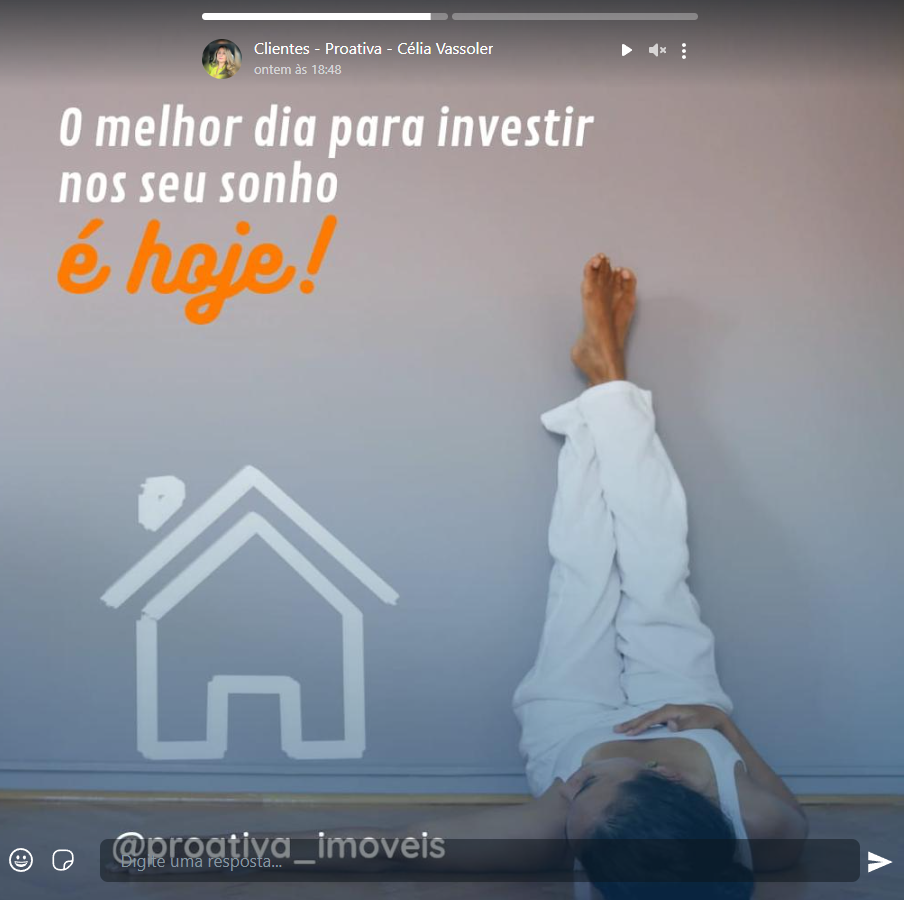 Clientes - Proativa - Célia Vassoler
ontem às 18:48
O melhor dia para investir
nos seu sonho
é hoje!
@proativa_imoveis
Digite uma resposta...